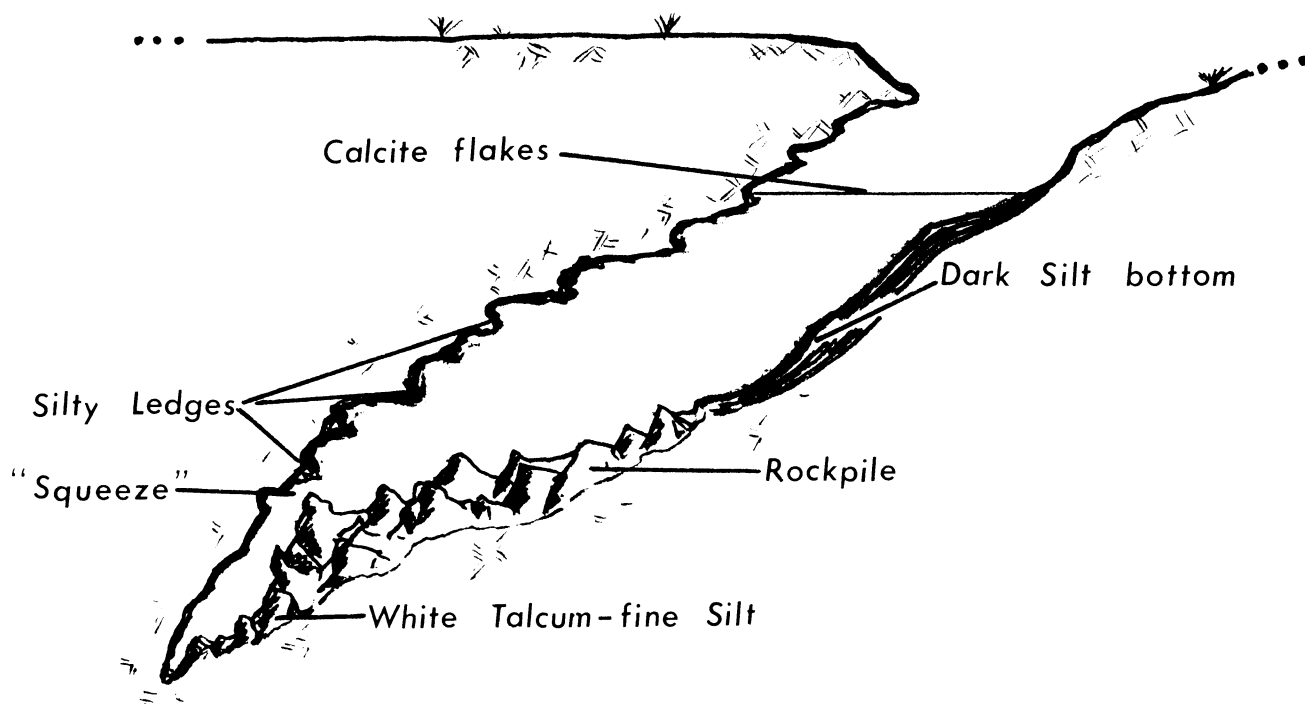 Calcite flakes
Dark Silt bottom
Silty Ledges
"Squeeze"
Rockpile
White Talcum-fine Silt